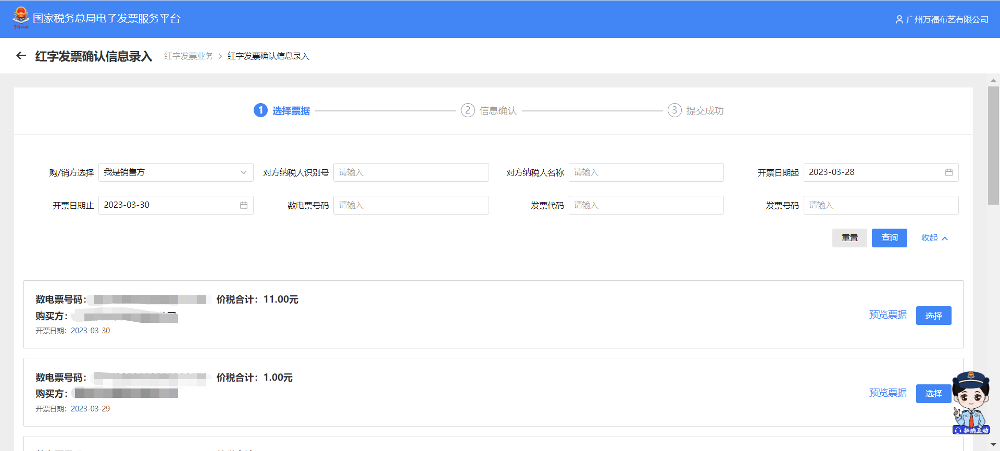 国家税务总局电子发票服务平台
广州万福布艺有限公司
红字发票确认信息录入 红字发票业务 > 红字发票确认信息录入
1 选择票据 2 信息确认 3 提交成功
购/销方选择 我是销售方 对方纳税人识别号 请输入 对方纳税人名称 请输入 开票日期起 2023-03-28
开票日期止 2023-03-30 数电票号码 请输入 发票代码 请输入 发票号码 请输入
重置 查询 收起
数电票号码: 价税合计: 11.00元
购买方:
开票日期: 2023-03-30
预览票据 选择
数电票号码: 价税合计: 1.00元
购买方:
开票日期: 2023-03-29
预览票据 选择
征纳互动